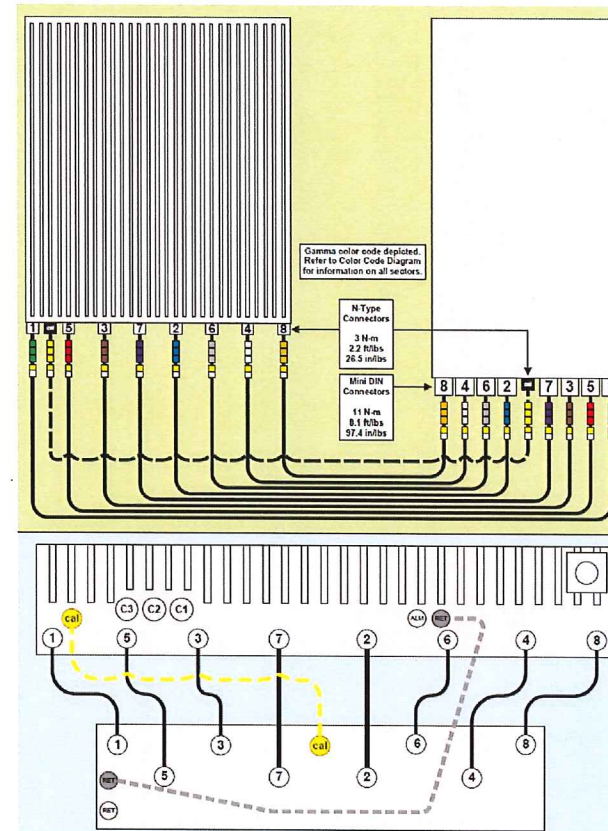 Gamma color code depicted.
Refer to Color Code Diagram
for information on all sectors.
N-Type
Connectors
3 N-m
2.2 ft/lbs
26.5 in/lbs
1 5 3 7 2 6 4 8
Mini DIN
Connectors
11 N-m
8.1 ft/lbs
97.4 in/lbs
8 4 6 2 7 3 5
C3 C2 C1
cal ALM RET
1 5 3 7 2 6 4 8
1 3 cal 6 8
5 7 2 4
RET
RET